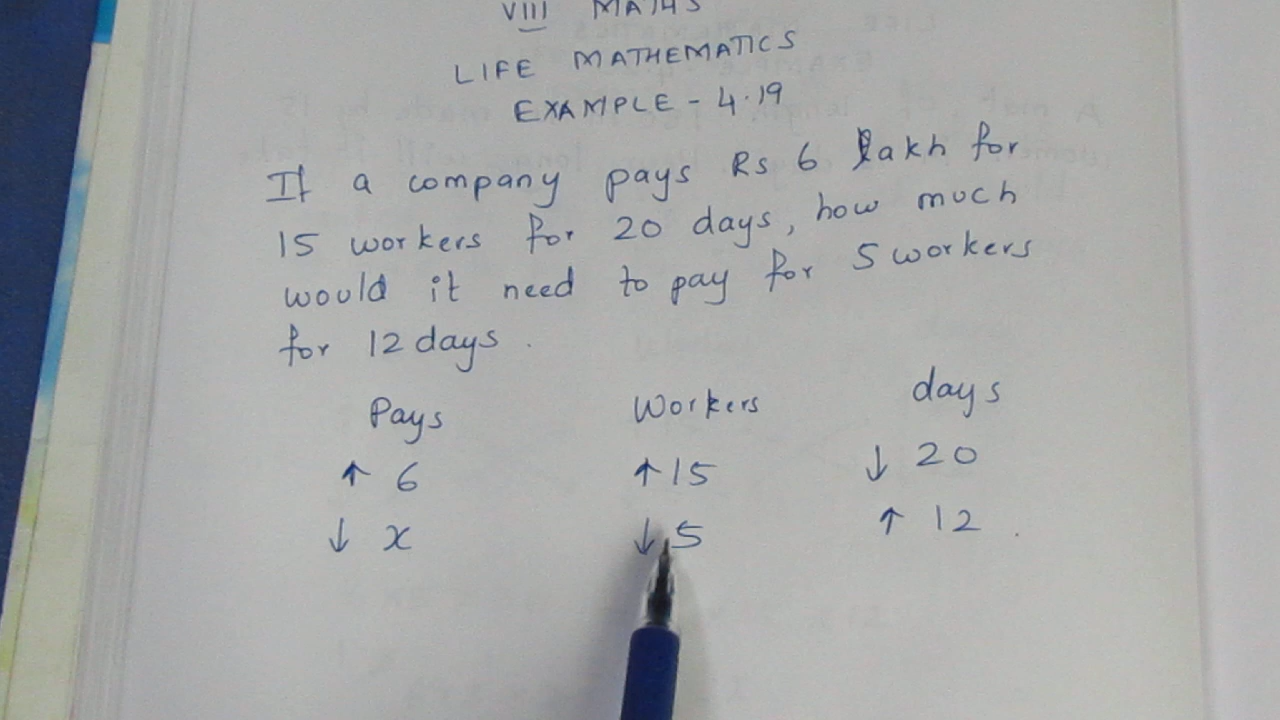 VIII MATHS
LIFE MATHEMATICS
EXAMPLE - 4.19
If a company pays Rs 6 lakh for
15 workers for 20 days, how much
would it need to pay for 5 workers
for 12 days.
Pays Workers days
↑ 6 ↑ 15 ↓ 20
↓ x ↓ 5 ↑ 12 .